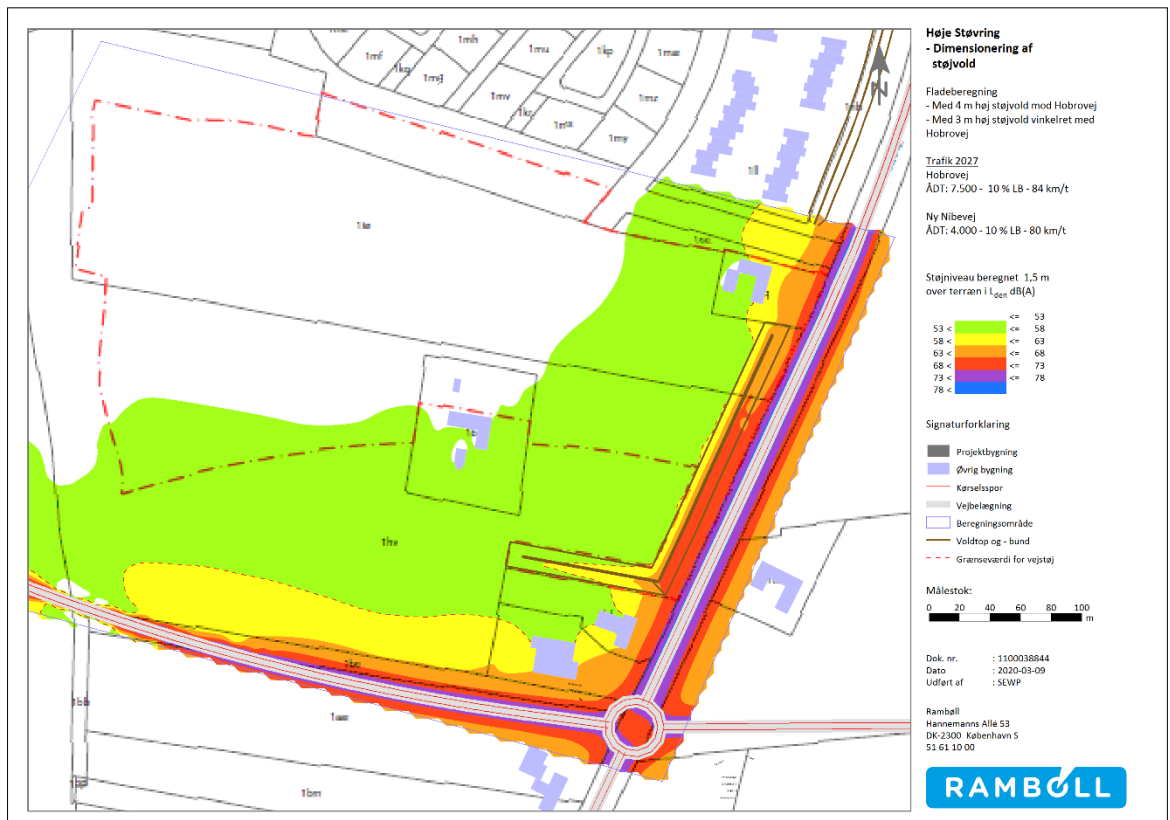 Høje Støvring
- Dimensionering af
støjvold
Fladeberegning
- Med 4 m høj støjvold mod Hobrovej
- Med 3 m høj støjvold vinkelret med
Hobrovej
Trafik 2027
Hobrovej
ÅDT: 7.500 - 10 % LB - 84 km/t
Ny Nibevej
ÅDT: 4.000 - 10 % LB - 80 km/t
Støjniveau beregnet 1,5 m
over terræn i Lden dB(A)
<= 53
53 < <= 58
58 < <= 63
63 < <= 68
68 < <= 73
73 < <= 78
78 <
Signaturforklaring
Projektbygning
Øvrig bygning
Kørselsspor
Vejbelægning
Beregningsområde
Voldtop og - bund
Grænseværdi for vejstøj
Målestok:
0 20 40 60 80 100
m
Dok. nr. : 1100038844
Dato : 2020-03-09
Udført af : SEWP
Rambøll
Hannemanns Allé 53
DK-2300 København S
51 61 10 00
RAMBOLL
1mf
1mh
1mu
1kp
1mæ
1mg
1mv
1mz
1my
1ll
1hv
1bb
1bm